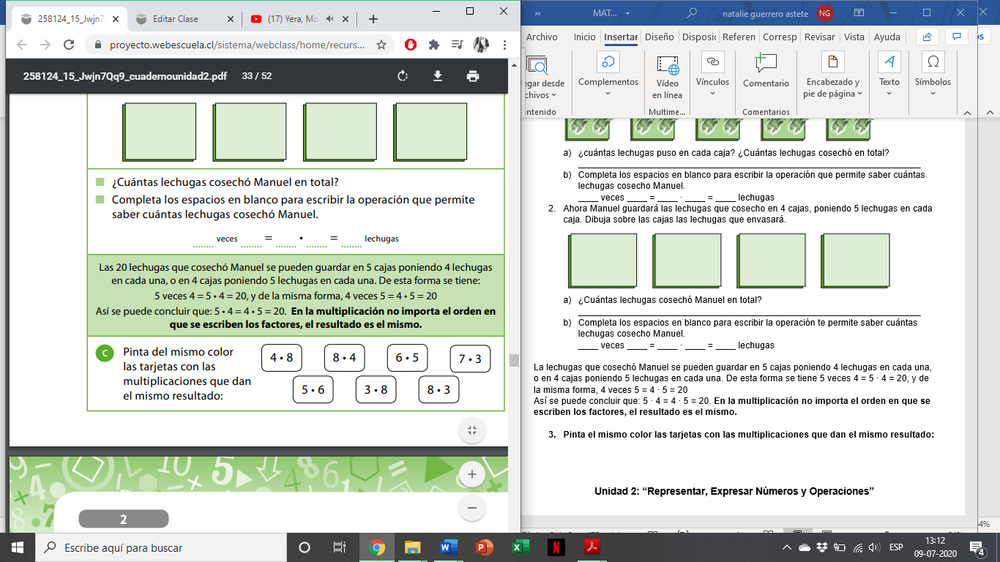 258124_15_Jwjn7
Editar Clase
(17) Yera, Mo
proyecto.webescuela.cl/sistema/webclass/home/recurs...
258124_15_Jwjn7Qq9_cuadernounidad2.pdf 33 / 52
¿Cuántas lechugas cosechó Manuel en total?
Completa los espacios en blanco para escribir la operación que permite
saber cuántas lechugas cosechó Manuel.
........ veces ........ = ........ • ........ = ........ lechugas
Las 20 lechugas que cosechó Manuel se pueden guardar en 5 cajas poniendo 4 lechugas
en cada una, o en 4 cajas poniendo 5 lechugas en cada una. De esta forma se tiene:
5 veces 4 = 5 • 4 = 20, y de la misma forma, 4 veces 5 = 4 • 5 = 20
Así se puede concluir que: 5 • 4 = 4 • 5 = 20. En la multiplicación no importa el orden en
que se escriben los factores, el resultado es el mismo.
C Pinta del mismo color
las tarjetas con las
multiplicaciones que dan
el mismo resultado:
4 • 8 8 • 4 6 • 5 7 • 3
5 • 6 3 • 8 8 • 3
2
MAT...
natalie guerrero astete NG
Archivo Inicio Insertar Diseño Disposic Referen Corresp Revisar Vista Ayuda
egar desde
chivos
Complementos
Vídeo
en línea
Vínculos
Comentario
Encabezado y
pie de página
Texto
Símbolos
ntenido
Multime...
Comentarios
a) ¿cuántas lechugas puso en cada caja? ¿Cuántas lechugas cosechó en total?
b) Completa los espacios en blanco para escribir la operación que permite saber cuántas
lechugas cosecho Manuel.
____ veces ____ = ____ · ____ = ____ lechugas
2. Ahora Manuel guardará las lechugas que cosecho en 4 cajas, poniendo 5 lechugas en cada
caja. Dibuja sobre las cajas las lechugas que envasará.
a) ¿Cuántas lechugas cosechó Manuel en total?
b) Completa los espacios en blanco para escribir la operación te permite saber cuántas
lechugas cosecho Manuel.
____ veces ____ = ____ · ____ = ____ lechugas
La lechugas que cosechó Manuel se pueden guardar en 5 cajas poniendo 4 lechugas en cada una,
o en 4 cajas poniendo 5 lechugas en cada una. De esta forma se tiene 5 veces 4 = 5 · 4 = 20, y de
la misma forma, 4 veces 5 = 4 · 5 = 20
Así se puede concluir que: 5 · 4 = 4 · 5 = 20. En la multiplicación no importa el orden en que se
escriben los factores, el resultado es el mismo.
3. Pinta el mismo color las tarjetas con las multiplicaciones que dan el mismo resultado:
Unidad 2: “Representar, Expresar Números y Operaciones”
Escribe aquí para buscar
ESP
13:12
09-07-2020
4